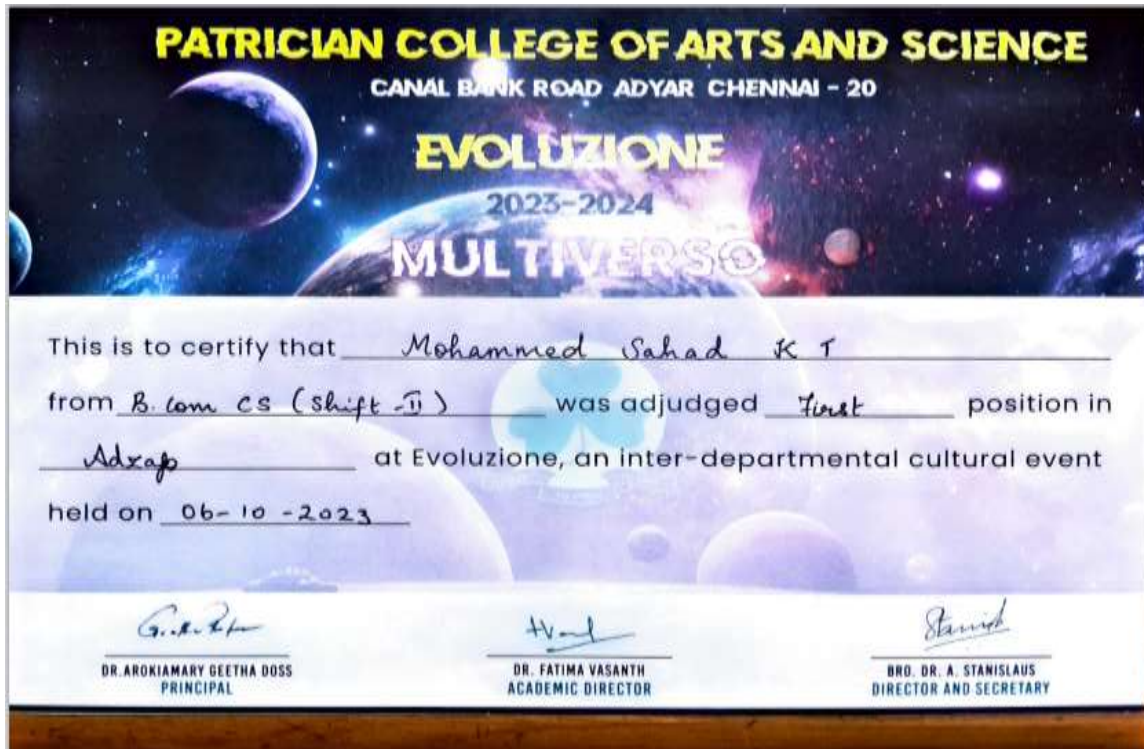 PATRICIAN COLLEGE OF ARTS AND SCIENCE
CANAL BANK ROAD ADYAR CHENNAI - 20
EVOLUZIONE
2023-2024
MULTIVERSO
This is to certify that Mohammed Sahad K T
from B.Com CS (Shift-II) was adjudged First position in
Adzap at Evoluzione, an inter-departmental cultural event
held on 06-10-2023
DR.AROKIAMARY GEETHA DOSS
PRINCIPAL
DR. FATIMA VASANTH
ACADEMIC DIRECTOR
BRO. DR. A. STANISLAUS
DIRECTOR AND SECRETARY